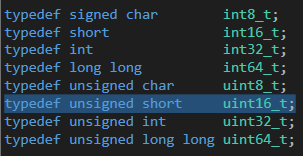 typedef signed char        int8_t;
typedef short              int16_t;
typedef int                int32_t;
typedef long long          int64_t;
typedef unsigned char      uint8_t;
typedef unsigned short     uint16_t;
typedef unsigned int       uint32_t;
typedef unsigned long long uint64_t;